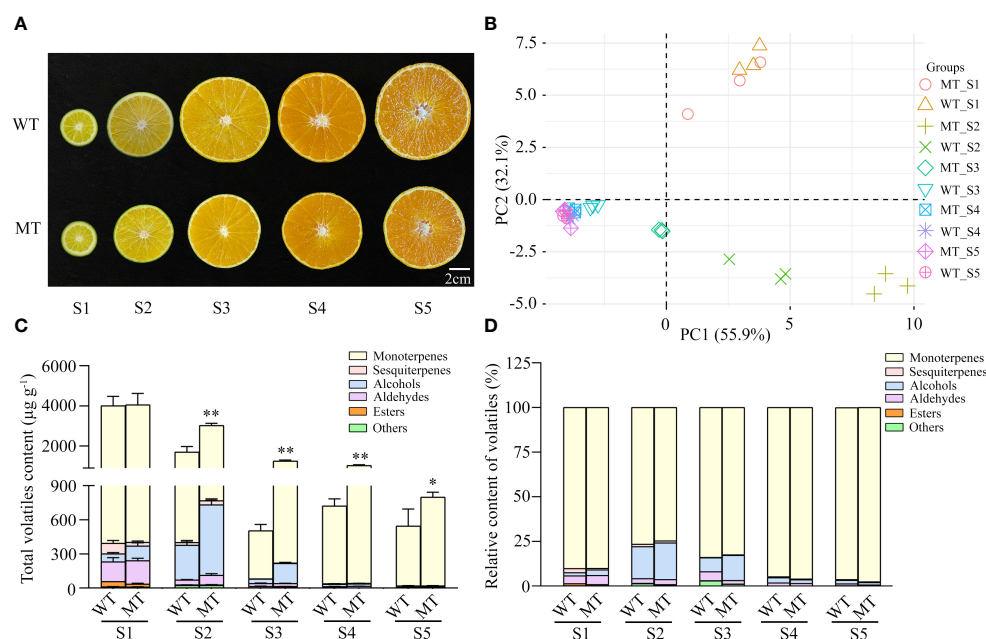 A
WT
MT
2cm
S1 S2 S3 S4 S5
B
7.5
5.0
2.5
0.0
-2.5
-5.0
PC2 (32.1%)
0 5 10
PC1 (55.9%)
Groups
MT_S1
WT_S1
MT_S2
WT_S2
MT_S3
WT_S3
MT_S4
WT_S4
MT_S5
WT_S5
C
Total volatiles content (µg g⁻¹)
6000
4000
2000
900
600
300
0
Monoterpenes
Sesquiterpenes
Alcohols
Aldehydes
Esters
Others
**
**
**
*
WT MT WT MT WT MT WT MT WT MT
S1 S2 S3 S4 S5
D
Relative content of volatiles (%)
125
100
75
50
25
0
Monoterpenes
Sesquiterpenes
Alcohols
Aldehydes
Esters
Others
WT MT WT MT WT MT WT MT WT MT
S1 S2 S3 S4 S5